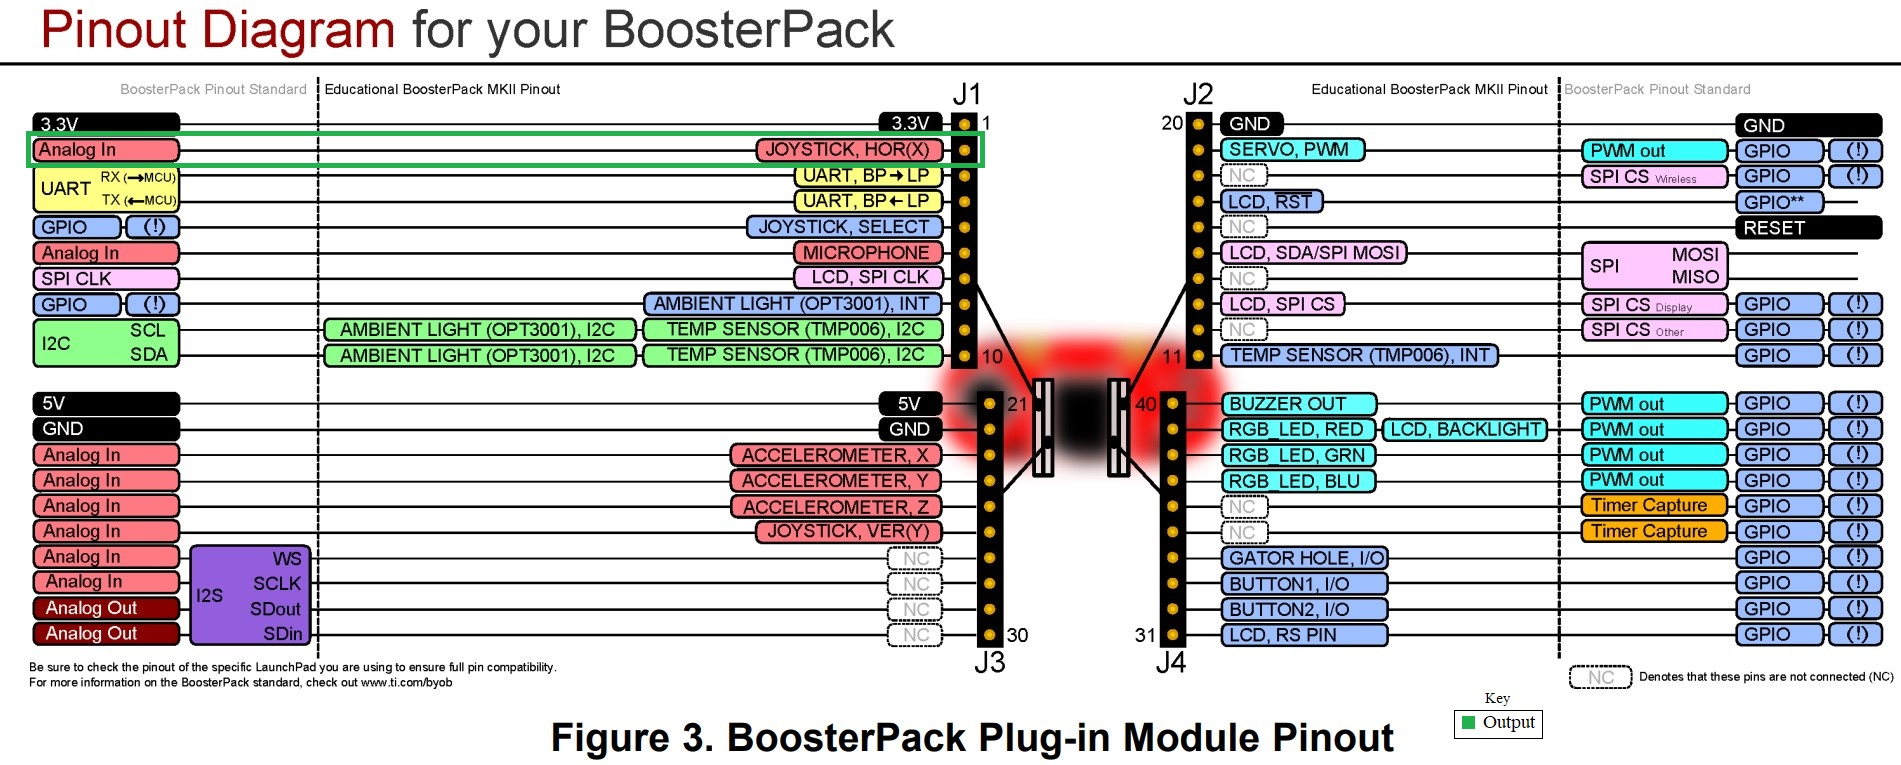 Pinout Diagram for your BoosterPack
BoosterPack Pinout Standard
Educational BoosterPack MKII Pinout
J1
3.3V 3.3V 1
Analog In JOYSTICK, HOR(X)
UART RX (→MCU) UART, BP→LP
TX (←MCU) UART, BP←LP
GPIO (!) JOYSTICK, SELECT
Analog In MICROPHONE
SPI CLK LCD, SPI CLK
GPIO (!) AMBIENT LIGHT (OPT3001), INT
I2C SCL AMBIENT LIGHT (OPT3001), I2C TEMP SENSOR (TMP006), I2C
SDA AMBIENT LIGHT (OPT3001), I2C TEMP SENSOR (TMP006), I2C 10
5V 5V 21
GND GND
Analog In ACCELEROMETER, X
Analog In ACCELEROMETER, Y
Analog In ACCELEROMETER, Z
Analog In JOYSTICK, VER(Y)
Analog In I2S WS NC
Analog In SCLK NC
Analog Out SDout NC
Analog Out SDin NC 30
J3
J2
Educational BoosterPack MKII Pinout
BoosterPack Pinout Standard
20 GND GND
SERVO, PWM PWM out GPIO (!)
NC SPI CS Wireless GPIO (!)
LCD, RST GPIO**
NC RESET
LCD, SDA/SPI MOSI SPI MOSI
NC MISO
LCD, SPI CS SPI CS Display GPIO (!)
NC SPI CS Other GPIO (!)
11 TEMP SENSOR (TMP006), INT GPIO (!)
40 BUZZER OUT PWM out GPIO (!)
RGB_LED, RED LCD, BACKLIGHT PWM out GPIO (!)
RGB_LED, GRN PWM out GPIO (!)
RGB_LED, BLU PWM out GPIO (!)
NC Timer Capture GPIO (!)
NC Timer Capture GPIO (!)
GATOR HOLE, I/O GPIO (!)
BUTTON1, I/O GPIO (!)
BUTTON2, I/O GPIO (!)
31 LCD, RS PIN GPIO (!)
J4
Be sure to check the pinout of the specific LaunchPad you are using to ensure full pin compatibility.
For more information on the BoosterPack standard, check out www.ti.com/byob
NC Denotes that these pins are not connected (NC)
Key
Output
Figure 3. BoosterPack Plug-in Module Pinout